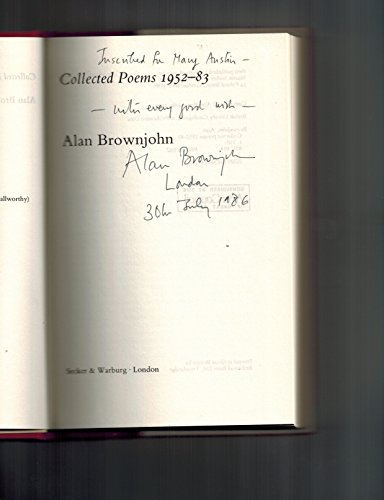 Inscribed for Mary Austin –
Collected Poems 1952–83
– with every good wish –
Alan Brownjohn
Alan Brownjohn
London
30th July 1986
allworthy)
Secker & Warburg · London